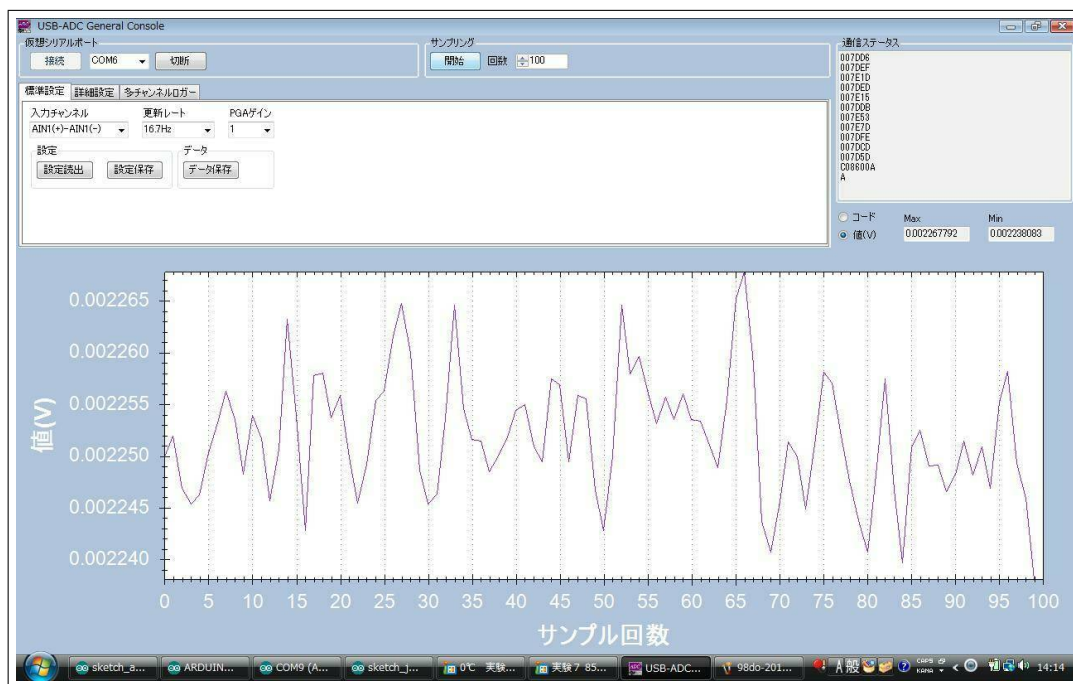 USB-ADC General Console
仮想シリアルポート
接続 COM6 切断
サンプリング
開始 回数 100
通信ステータス
007DD6
007DEF
007E1D
007DED
007E15
007DDB
007E53
007E7D
007DFE
007DCD
007D5D
C08600A
A
標準設定 詳細設定 多チャンネルロガー
入力チャンネル 更新レート PGAゲイン
AIN1(+)-AIN1(-) 16.7Hz 1
設定 データ
設定読出 設定保存 データ保存
コード Max Min
値(V) 0.002267792 0.002238083
0.002265
0.002260
0.002255
0.002250
0.002245
0.002240
値(V)
0 5 10 15 20 25 30 35 40 45 50 55 60 65 70 75 80 85 90 95 100
サンプル回数
sketch_a... ARDUIN... COM9 (A... sketch_j... 0℃ 実験... 実験7 85... USB-ADC... 98do-201... A 般 CAPS KANA 14:14